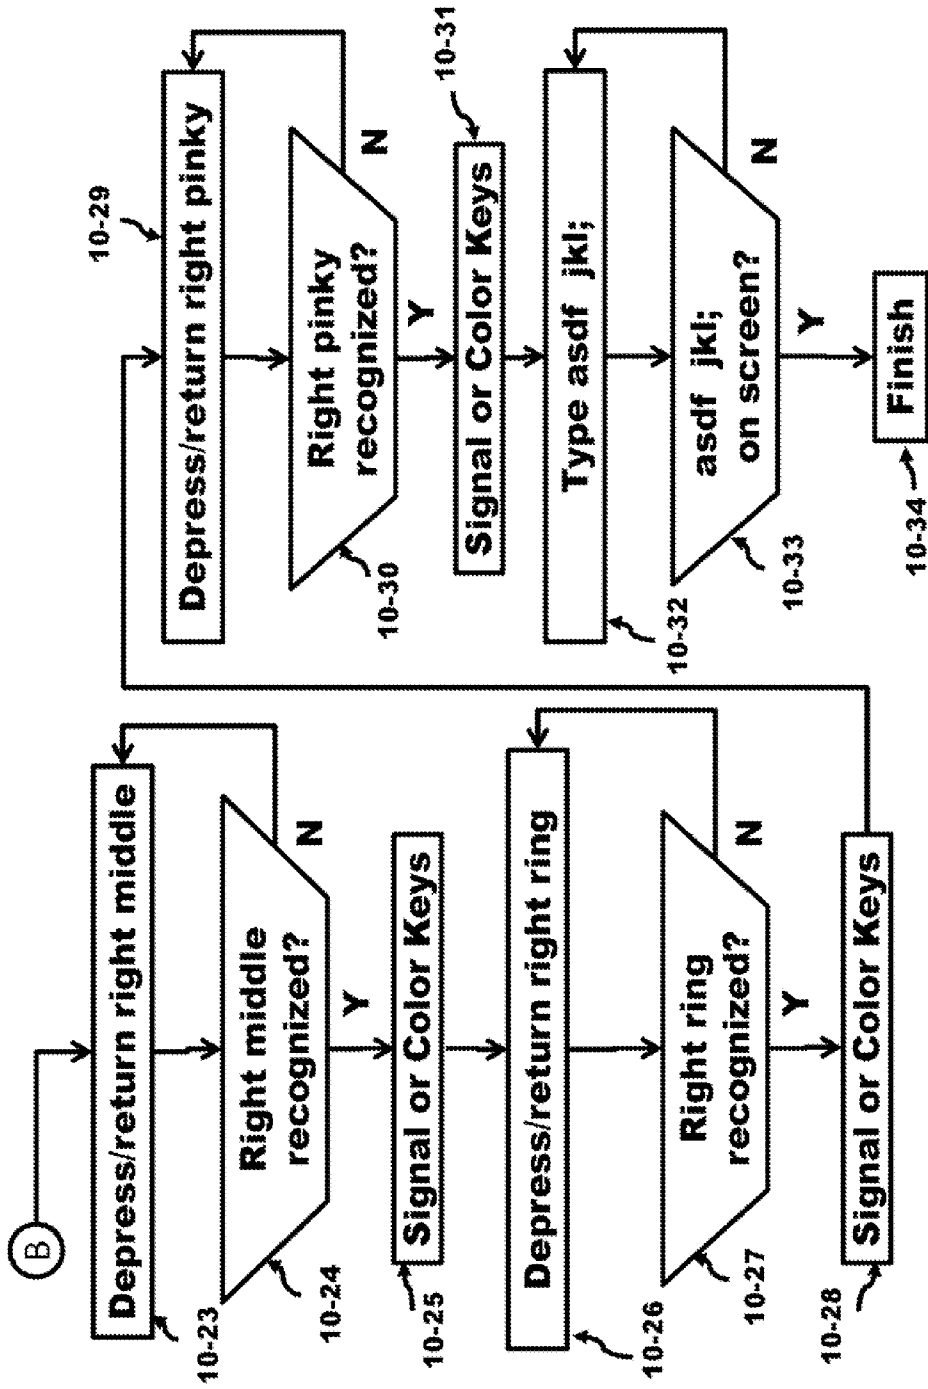 B
Depress/return right middle
10-23
Right middle
recognized?
10-24
N
Y
Signal or Color Keys
10-25
Depress/return right ring
10-26
Right ring
recognized?
10-27
N
Y
Signal or Color Keys
10-28
Depress/return right pinky
10-29
Right pinky
recognized?
10-30
N
Y
Signal or Color Keys
10-31
Type asdf jkl;
10-32
asdf jkl;
on screen?
10-33
N
Y
Finish
10-34